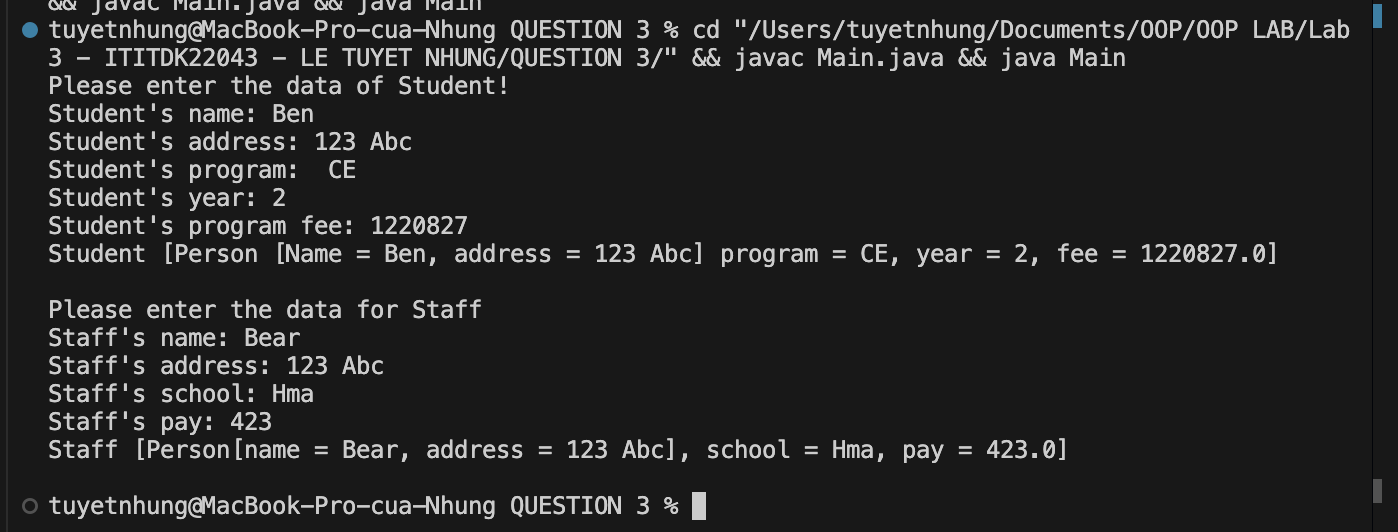 && javac Main.java && java Main
tuyetnhung@MacBook-Pro-cua-Nhung QUESTION 3 % cd "/Users/tuyetnhung/Documents/OOP/OOP LAB/Lab
3 - ITITDK22043 - LE TUYET NHUNG/QUESTION 3/" && javac Main.java && java Main
Please enter the data of Student!
Student's name: Ben
Student's address: 123 Abc
Student's program:  CE
Student's year: 2
Student's program fee: 1220827
Student [Person [Name = Ben, address = 123 Abc] program = CE, year = 2, fee = 1220827.0]

Please enter the data for Staff
Staff's name: Bear
Staff's address: 123 Abc
Staff's school: Hma
Staff's pay: 423
Staff [Person[name = Bear, address = 123 Abc], school = Hma, pay = 423.0]

tuyetnhung@MacBook-Pro-cua-Nhung QUESTION 3 %